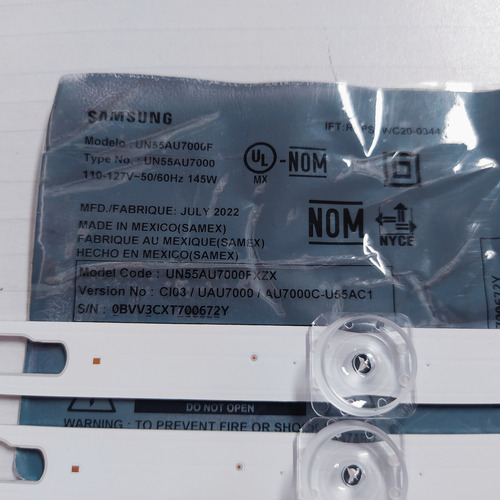 SAMSUNG
Modelo : UN55AU7000F
Type No. : UN55AU7000
110-127V~50/60Hz 145W
UL
MX
-NOM
MFD./FABRIQUE: JULY 2022
MADE IN MEXICO(SAMEX)
FABRIQUE AU MEXIQUE(SAMEX)
HECHO EN MEXICO(SAMEX)
NOM
NYCE
Model Code : UN55AU7000FXZX
Version No : CI03 / UAU7000 / AU7000C-U55AC1
S/N : 0BVV3CXT700672Y
DO NOT OPEN
WARNING : TO PREVENT FIRE OR SHO